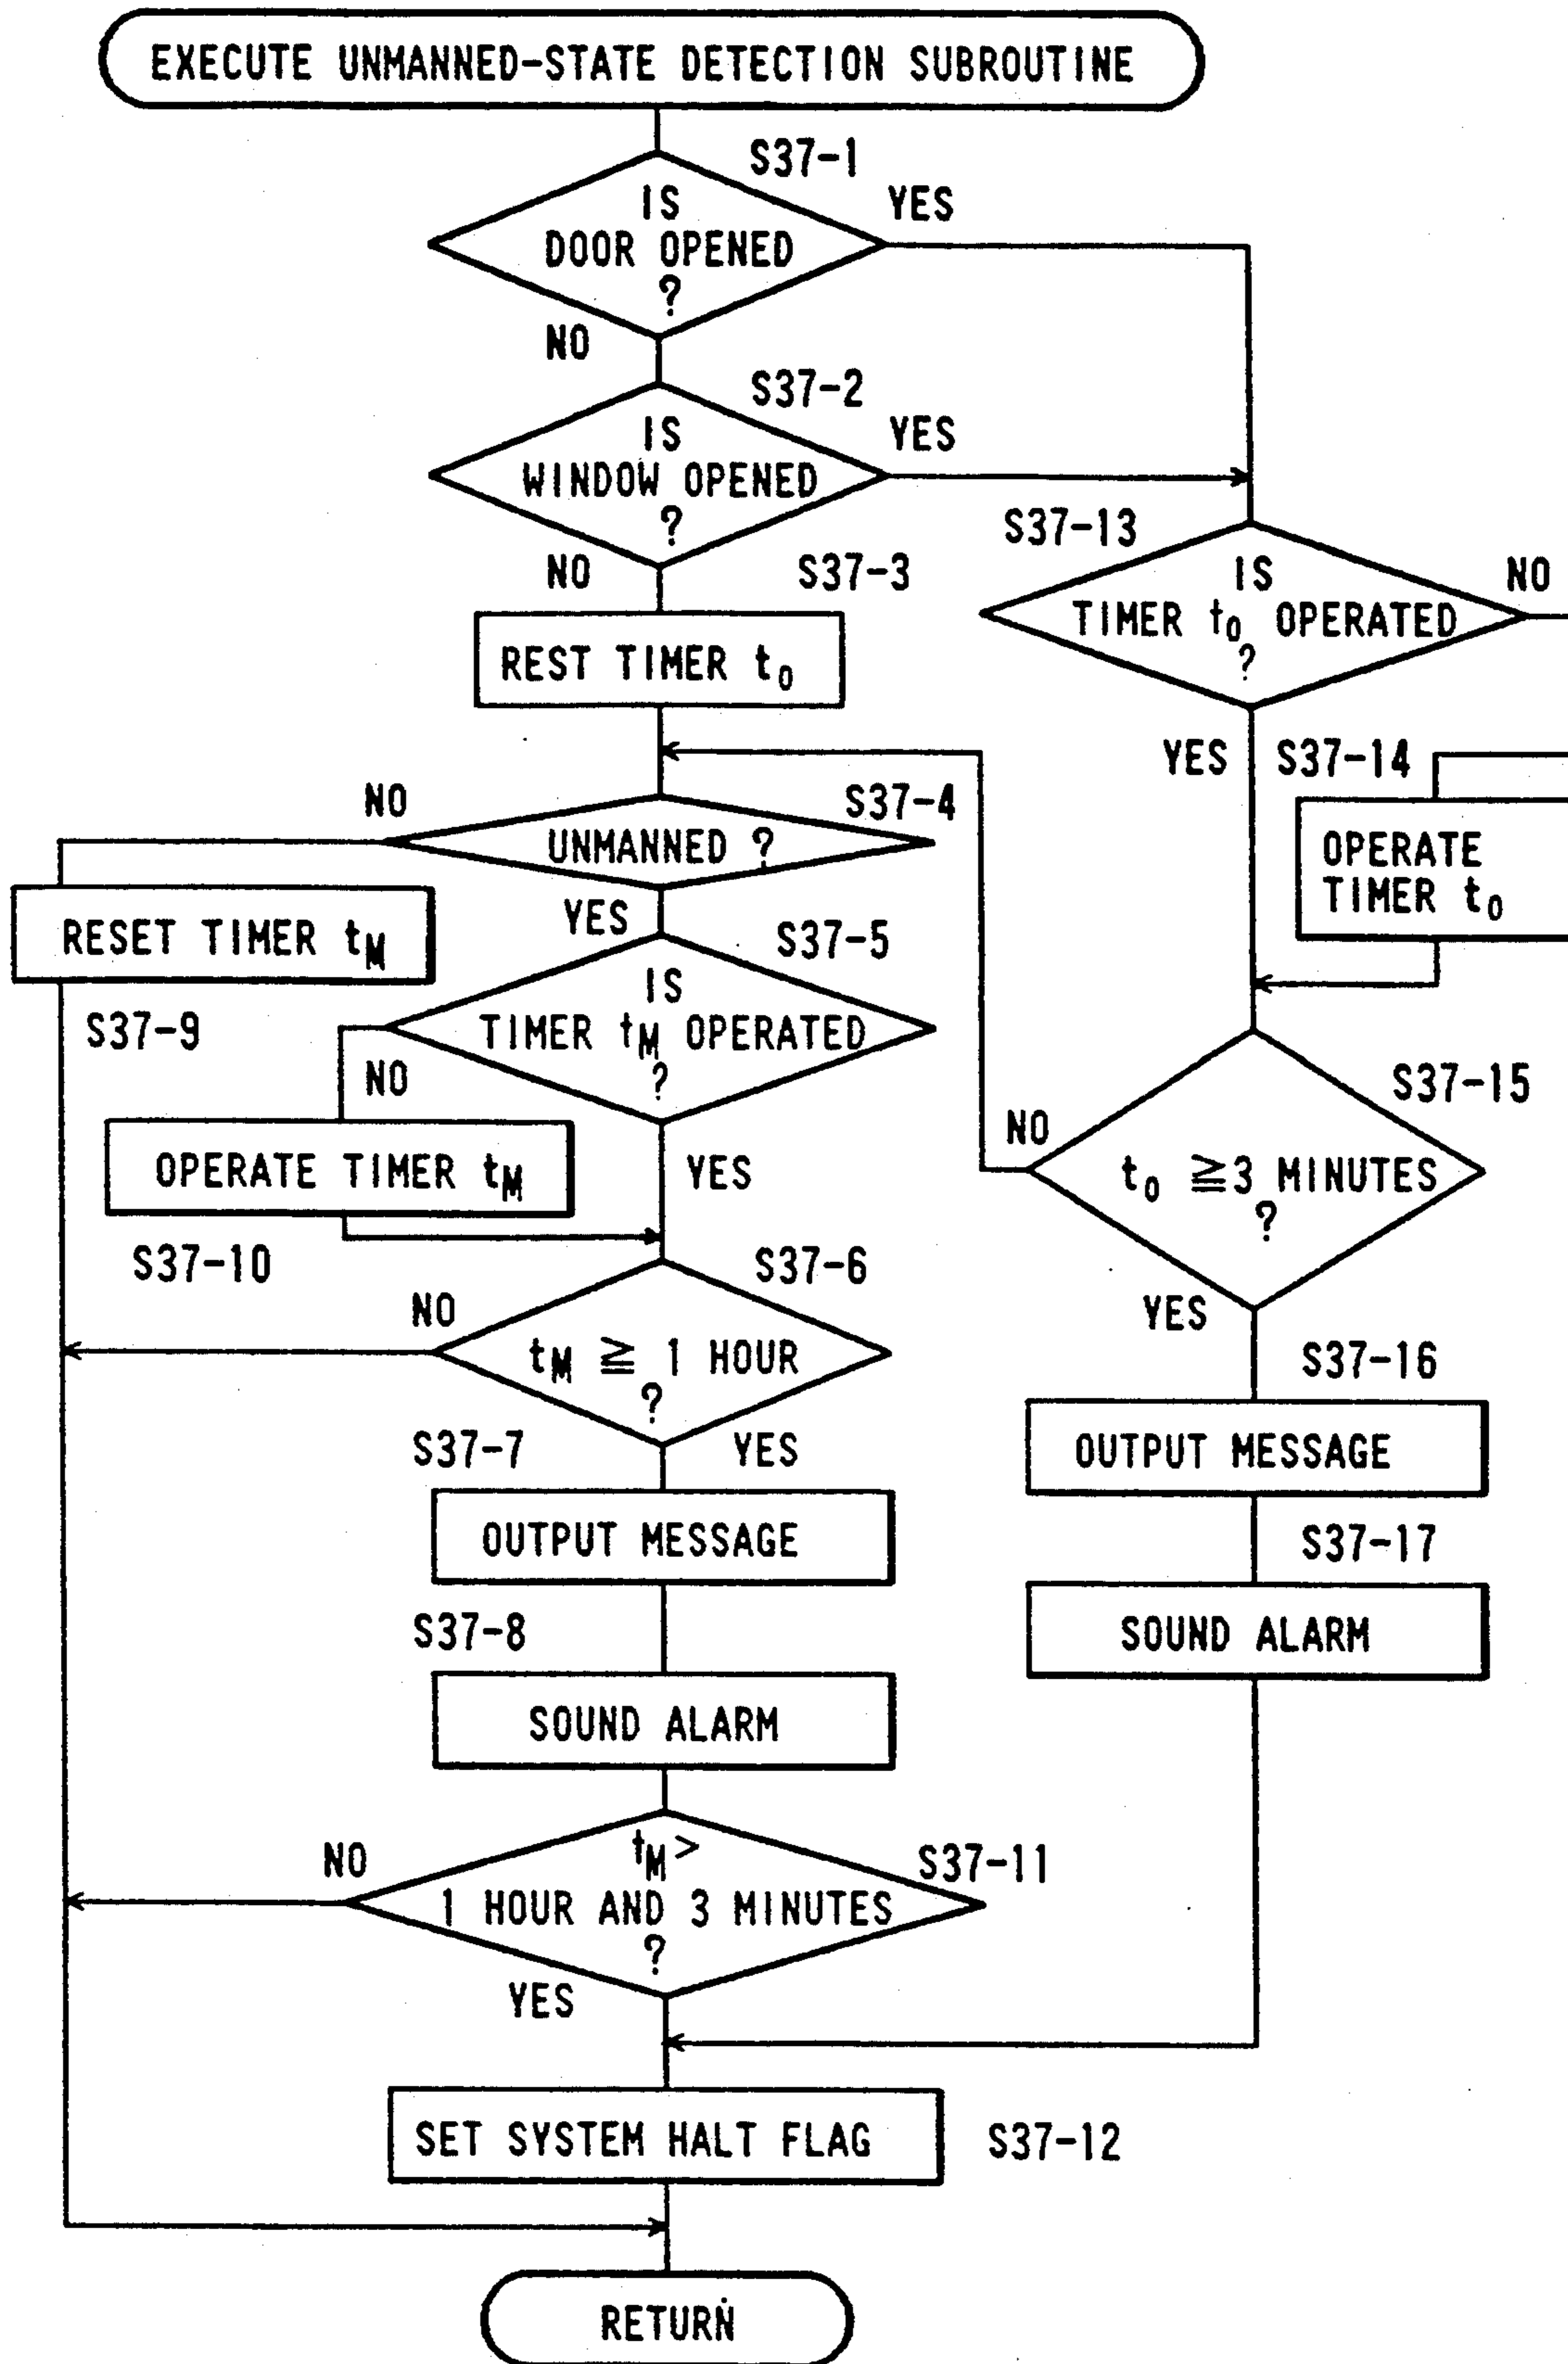 EXECUTE UNMANNED-STATE DETECTION SUBROUTINE
S37-1
IS
DOOR OPENED
?
YES
NO
S37-2
IS
WINDOW OPENED
?
YES
NO
S37-3
REST TIMER t0
S37-13
IS
TIMER t0 OPERATED
?
NO
YES
S37-14
OPERATE
TIMER t0
NO
S37-4
UNMANNED ?
YES
RESET TIMER tM
S37-9
S37-5
IS
TIMER tM OPERATED
?
NO
YES
OPERATE TIMER tM
S37-10
S37-15
NO
t0 ≧3 MINUTES
?
YES
S37-6
NO
tM ≧ 1 HOUR
?
YES
S37-7
OUTPUT MESSAGE
S37-16
OUTPUT MESSAGE
S37-8
SOUND ALARM
S37-17
SOUND ALARM
NO
S37-11
tM >
1 HOUR AND 3 MINUTES
?
YES
SET SYSTEM HALT FLAG
S37-12
RETURN